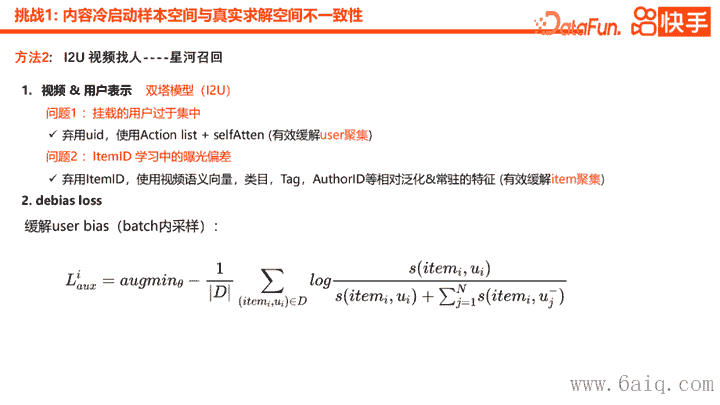 挑战1: 内容冷启动样本空间与真实求解空间不一致性
DataFun.
快手
方法2: I2U 视频找人----星河召回
1. 视频 & 用户表示 双塔模型（I2U）
问题1 ：挂载的用户过于集中
✓ 弃用uid，使用Action list + selfAtten (有效缓解user聚集)
问题2 ：ItemID 学习中的曝光偏差
✓ 弃用ItemID，使用视频语义向量，类目，Tag，AuthorID等相对泛化&常驻的特征 (有效缓解item聚集)
2. debias loss
缓解user bias（batch内采样）:
$L_{aux}^{i} = augmin_{\theta} - \frac{1}{|D|} \sum_{(item_i, u_i) \in D} log \frac{s(item_i, u_i)}{s(item_i, u_i) + \sum_{j=1}^{N} s(item_i, u_j^-)}$
www.6aiq.com